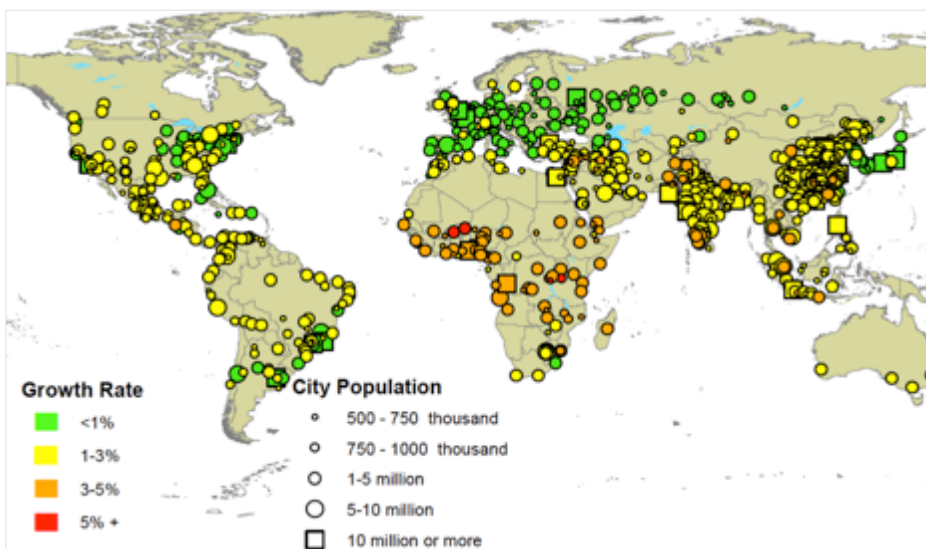 Growth Rate
<1%
1-3%
3-5%
5% +
City Population
500 - 750 thousand
750 - 1000 thousand
1-5 million
5-10 million
10 million or more